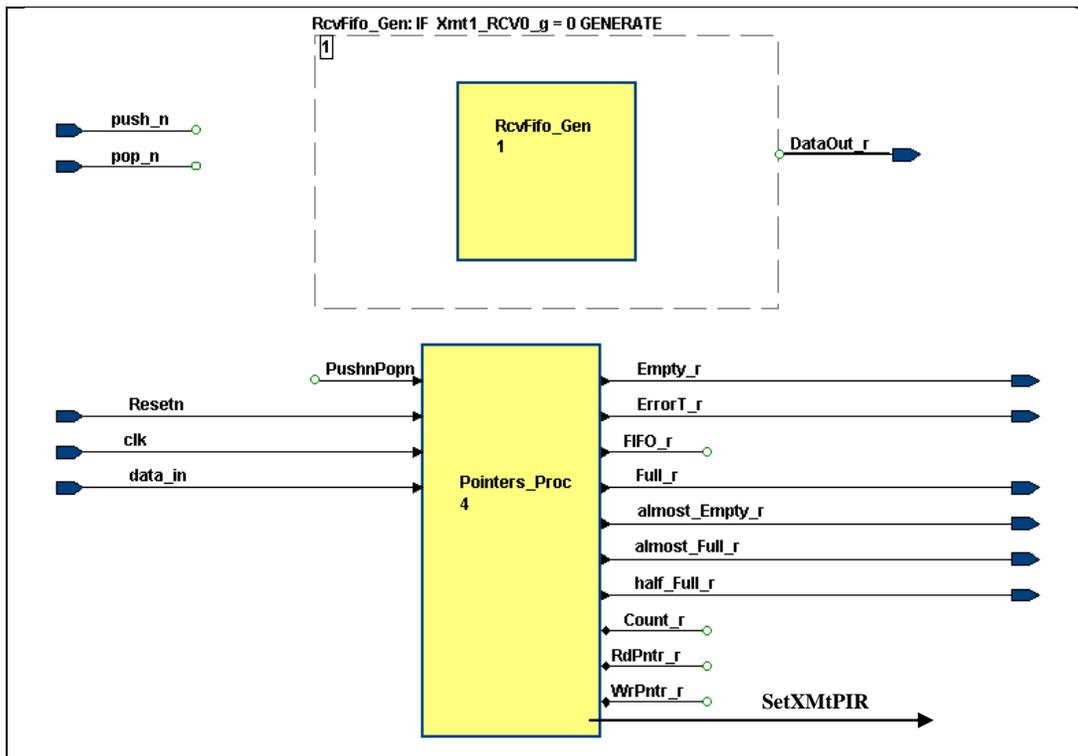 RcvFifo_Gen: IF Xmt1_RCV0_g = 0 GENERATE
1
RcvFifo_Gen
1
push_n
pop_n
DataOut_r
PushnPopn
Resetn
clk
data_in
Pointers_Proc
4
Empty_r
ErrorT_r
FIFO_r
Full_r
almost_Empty_r
almost_Full_r
half_Full_r
Count_r
RdPntr_r
WrPntr_r
SetXMtPIR